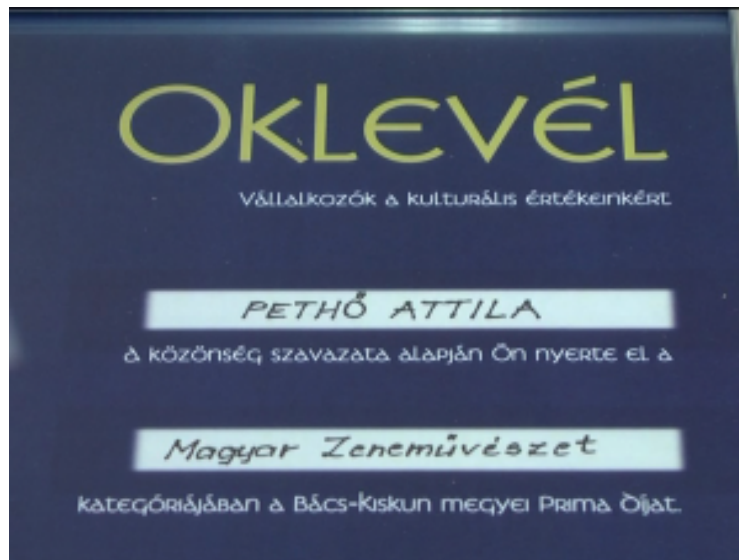 OKLEVÉL
Vállalkozók a kulturális értékeinkért
PETHŐ ATTILA
A közönség szavazata alapján Ön nyerte el a
Magyar Zeneművészet
kategóriájában a Bács-Kiskun megyei Prima Díjat.